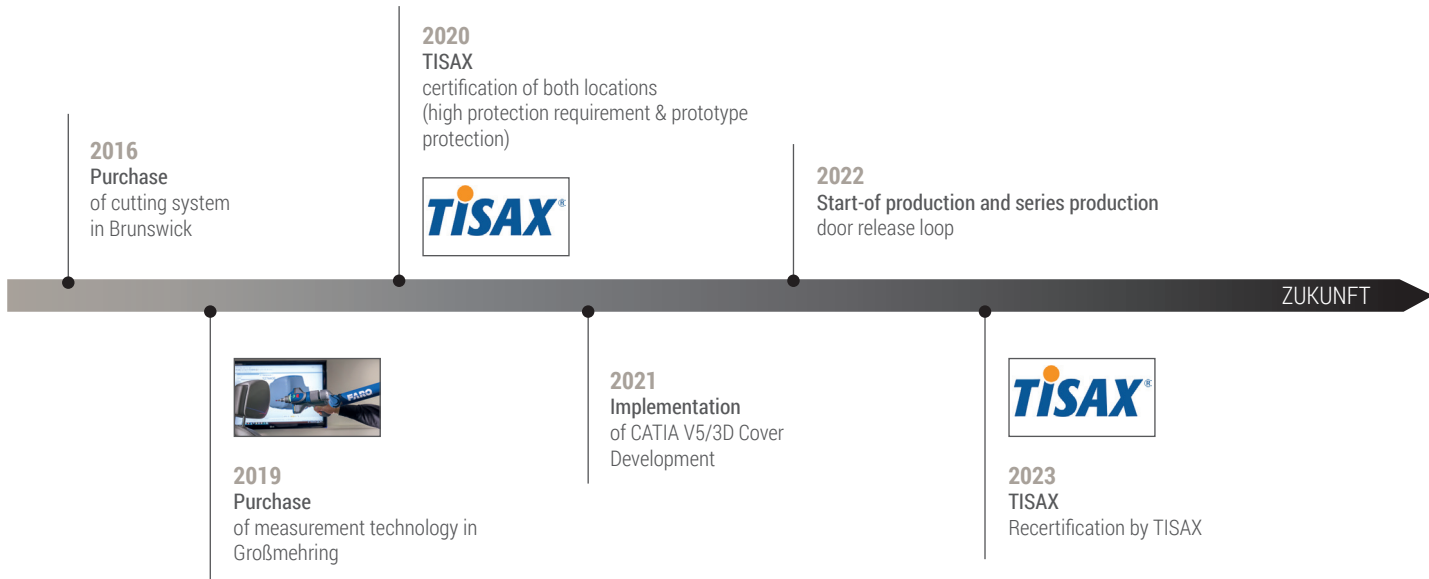 2016
Purchase
of cutting system
in Brunswick
2020
TISAX
certification of both locations
(high protection requirement & prototype
protection)
TiSAX®
2022
Start-of production and series production
door release loop
ZUKUNFT
FARO
2019
Purchase
of measurement technology in
Großmehring
2021
Implementation
of CATIA V5/3D Cover
Development
TiSAX®
2023
TISAX
Recertification by TISAX